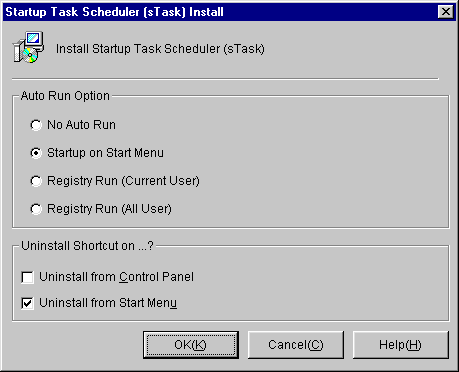 Startup Task Scheduler (sTask) Install
Install Startup Task Scheduler (sTask)
Auto Run Option
No Auto Run
Startup on Start Menu
Registry Run (Current User)
Registry Run (All User)
Uninstall Shortcut on ...?
Uninstall from Control Panel
Uninstall from Start Menu
OK(K) Cancel(C) Help(H)